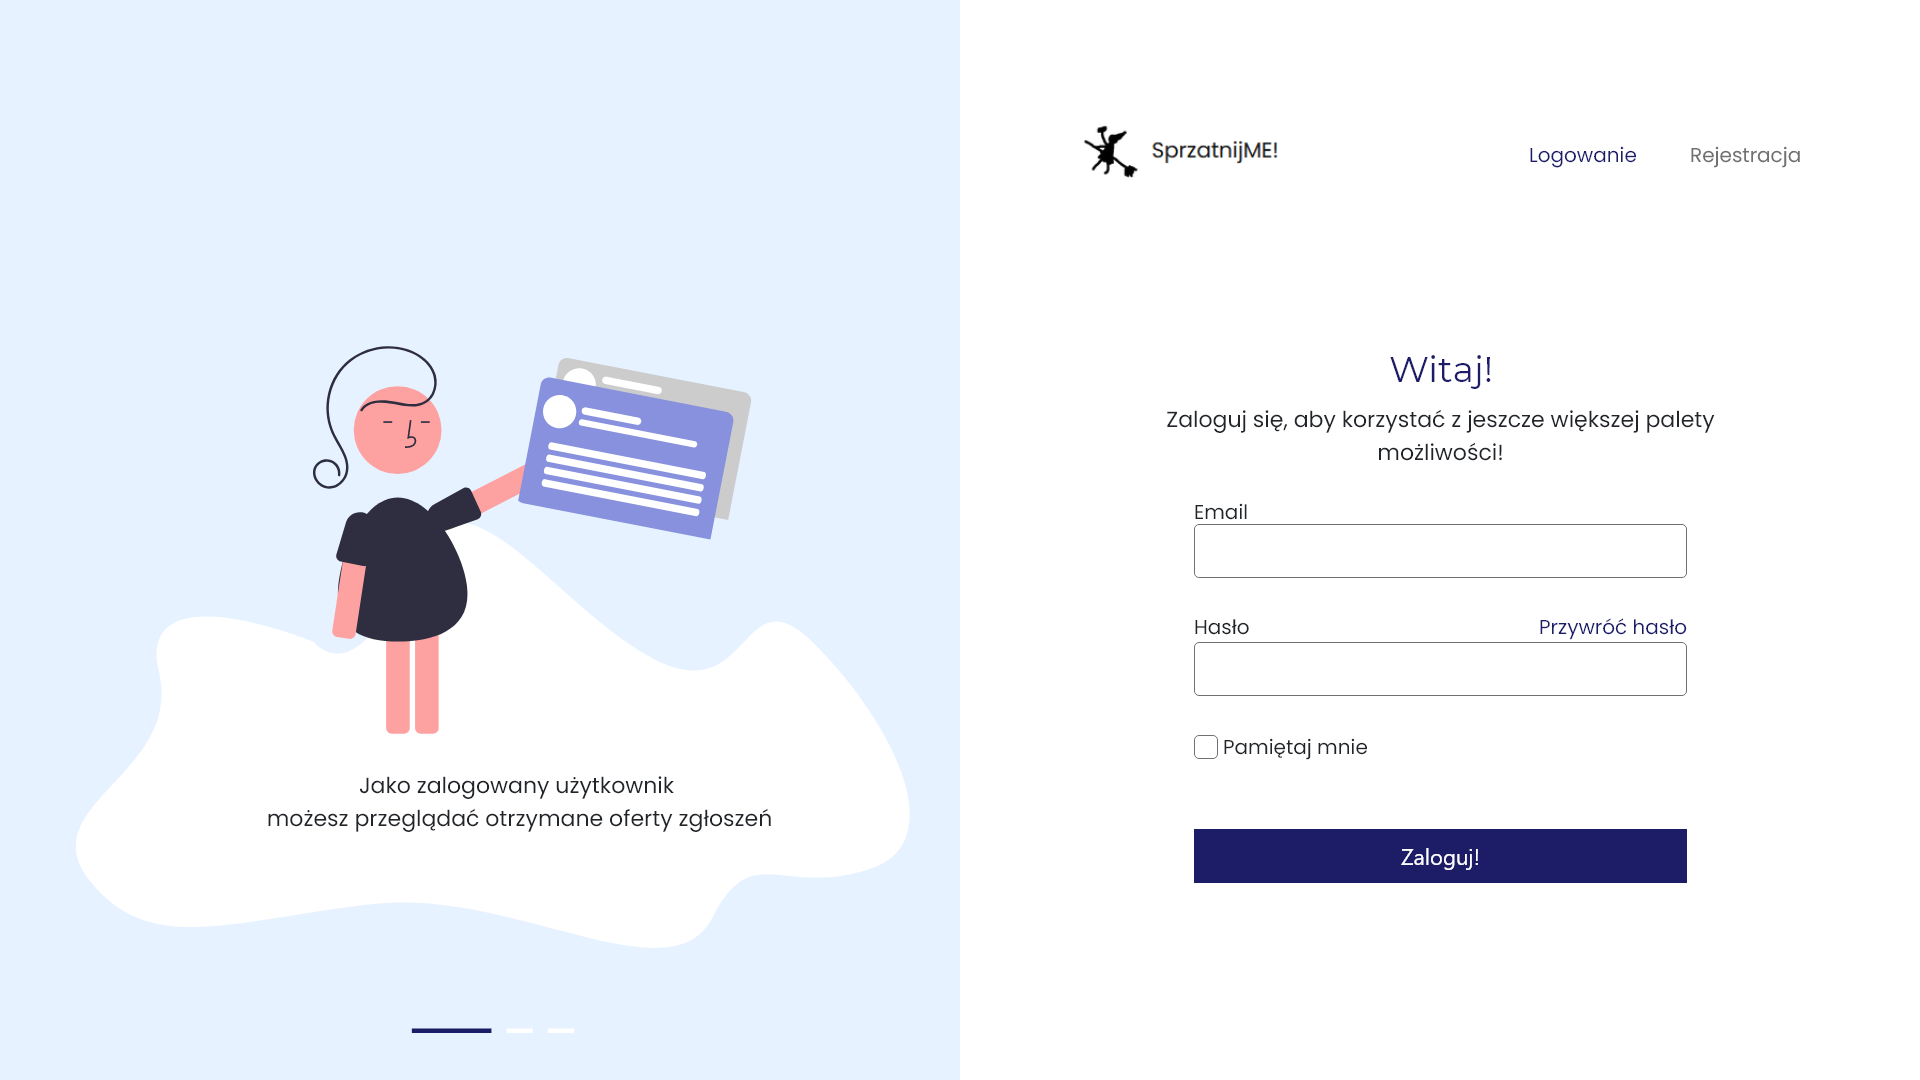 Jako zalogowany użytkownik
możesz przeglądać otrzymane oferty zgłoszeń
SprzatnijME!
Logowanie
Rejestracja
Witaj!
Zaloguj się, aby korzystać z jeszcze większej palety
możliwości!
Email
Hasło
Przywróć hasło
Pamiętaj mnie
Zaloguj!